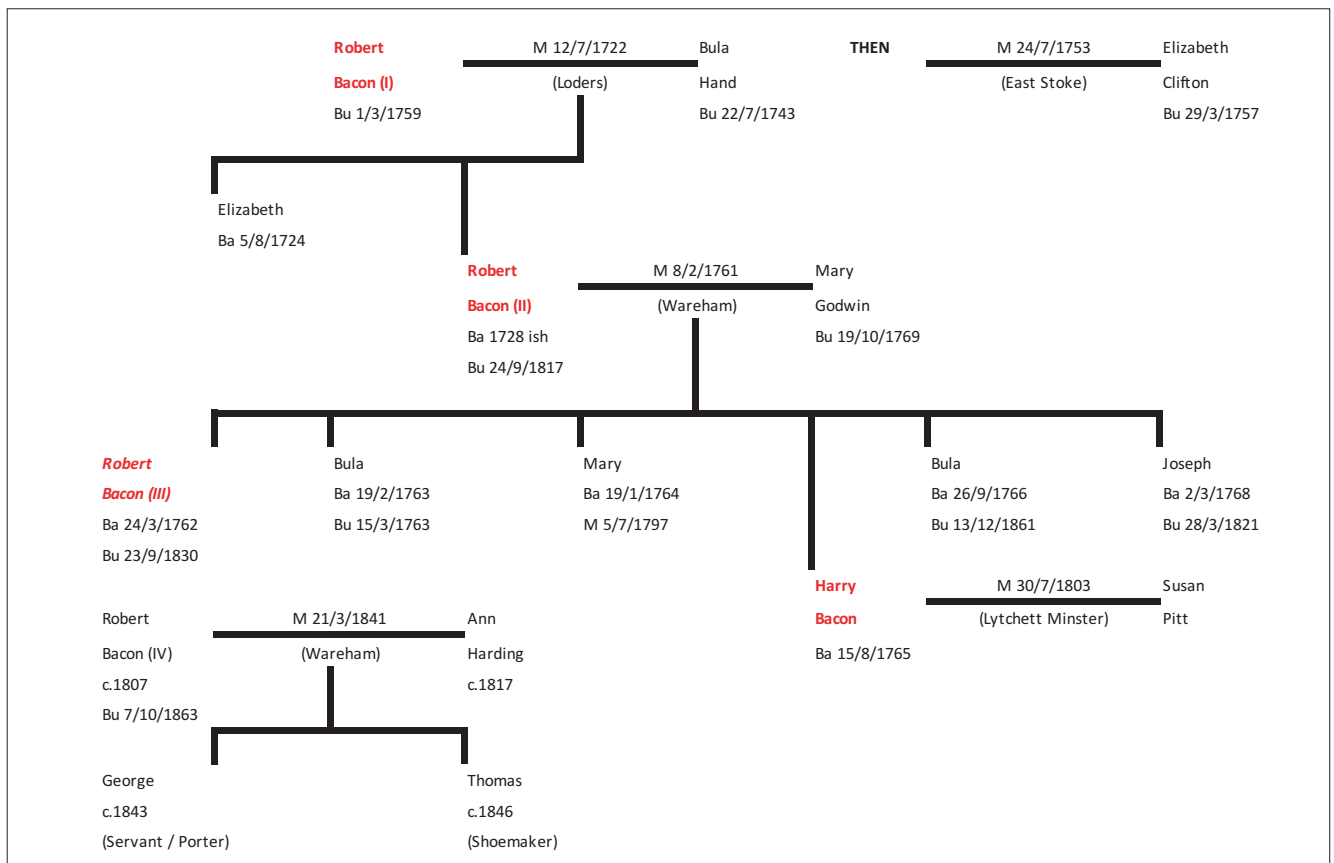 Robert
Bacon (I)
Bu 1/3/1759
M 12/7/1722
(Loders)
Bula
Hand
Bu 22/7/1743
THEN
M 24/7/1753
(East Stoke)
Elizabeth
Clifton
Bu 29/3/1757
Elizabeth
Ba 5/8/1724
Robert
Bacon (II)
Ba 1728 ish
Bu 24/9/1817
M 8/2/1761
(Wareham)
Mary
Godwin
Bu 19/10/1769
Robert
Bacon (III)
Ba 24/3/1762
Bu 23/9/1830
Bula
Ba 19/2/1763
Bu 15/3/1763
Mary
Ba 19/1/1764
M 5/7/1797
Bula
Ba 26/9/1766
Bu 13/12/1861
Joseph
Ba 2/3/1768
Bu 28/3/1821
Harry
Bacon
Ba 15/8/1765
M 30/7/1803
(Lytchett Minster)
Susan
Pitt
Robert
Bacon (IV)
c.1807
Bu 7/10/1863
M 21/3/1841
(Wareham)
Ann
Harding
c.1817
George
c.1843
(Servant / Porter)
Thomas
c.1846
(Shoemaker)